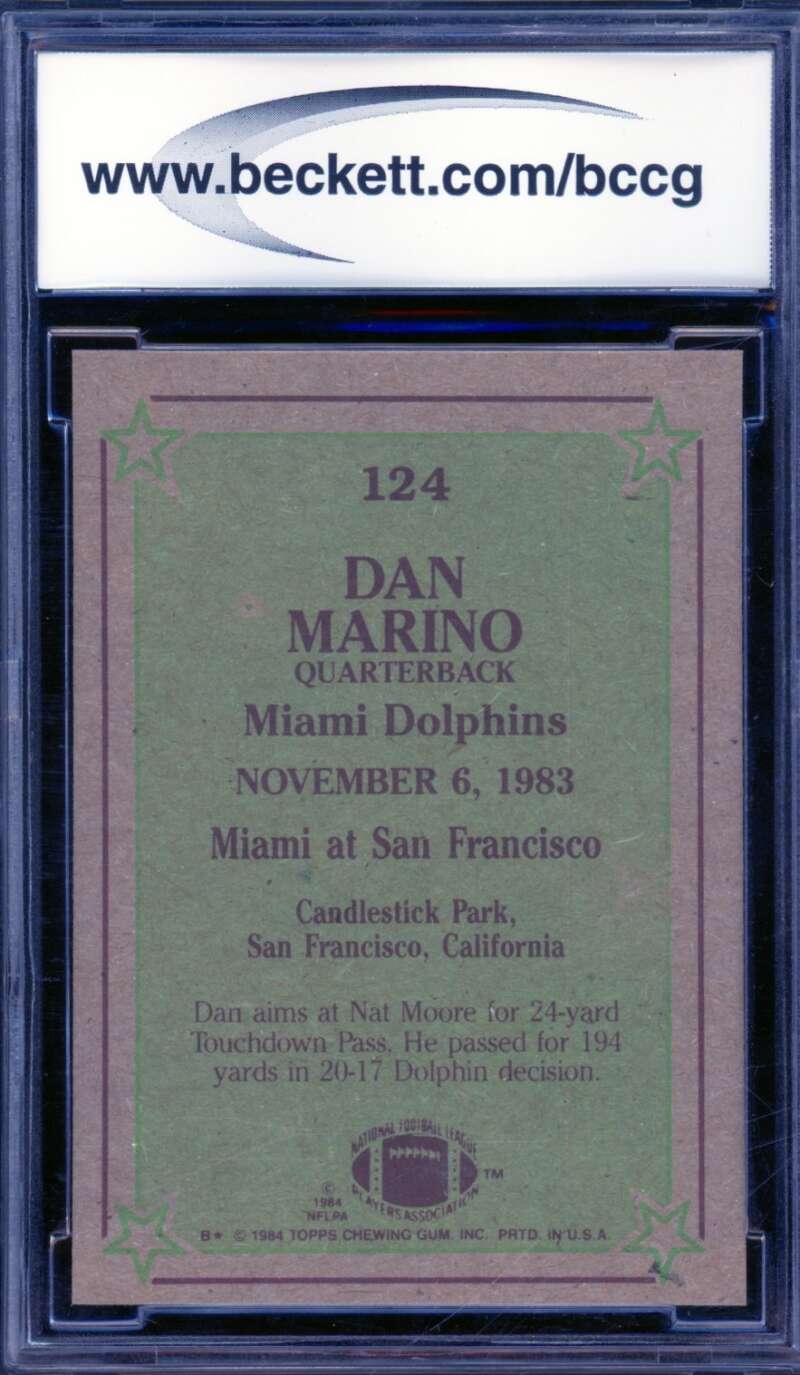 www.beckett.com/bccg
124
DAN
MARINO
QUARTERBACK
Miami Dolphins
NOVEMBER 6, 1983
Miami at San Francisco
Candlestick Park,
San Francisco, California
Dan aims at Nat Moore for 24-yard
Touchdown Pass. He passed for 194
yards in 20-17 Dolphin decision.
NATIONAL FOOTBALL LEAGUE
PLAYERS ASSOCIATION
TM
©
1984
NFLPA
B* © 1984 TOPPS CHEWING GUM, INC. PRTD. IN U.S.A.